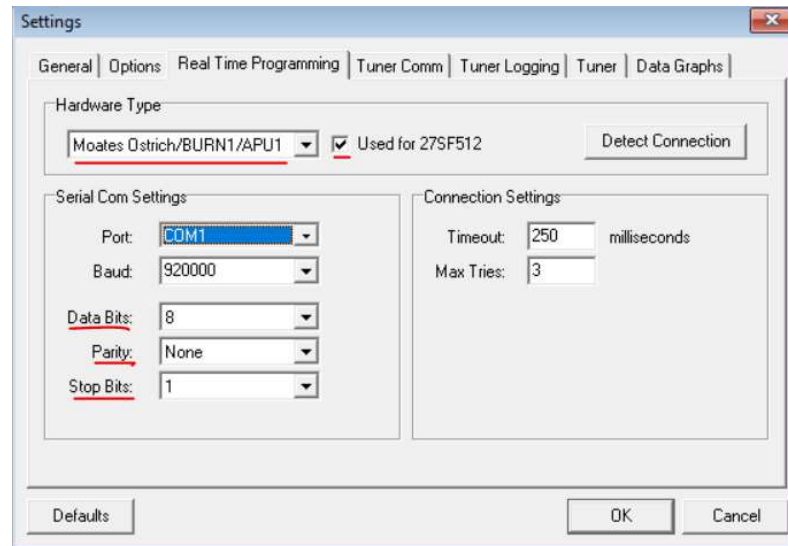 Settings
General Options Real Time Programming Tuner Comm Tuner Logging Tuner Data Graphs
Hardware Type
Moates Ostrich/BURN1/APU1 Used for 27SF512 Detect Connection
Serial Com Settings Connection Settings
Port: COM1 Timeout: 250 milliseconds
Baud: 920000 Max Tries: 3
Data Bits: 8
Parity: None
Stop Bits: 1
Defaults OK Cancel